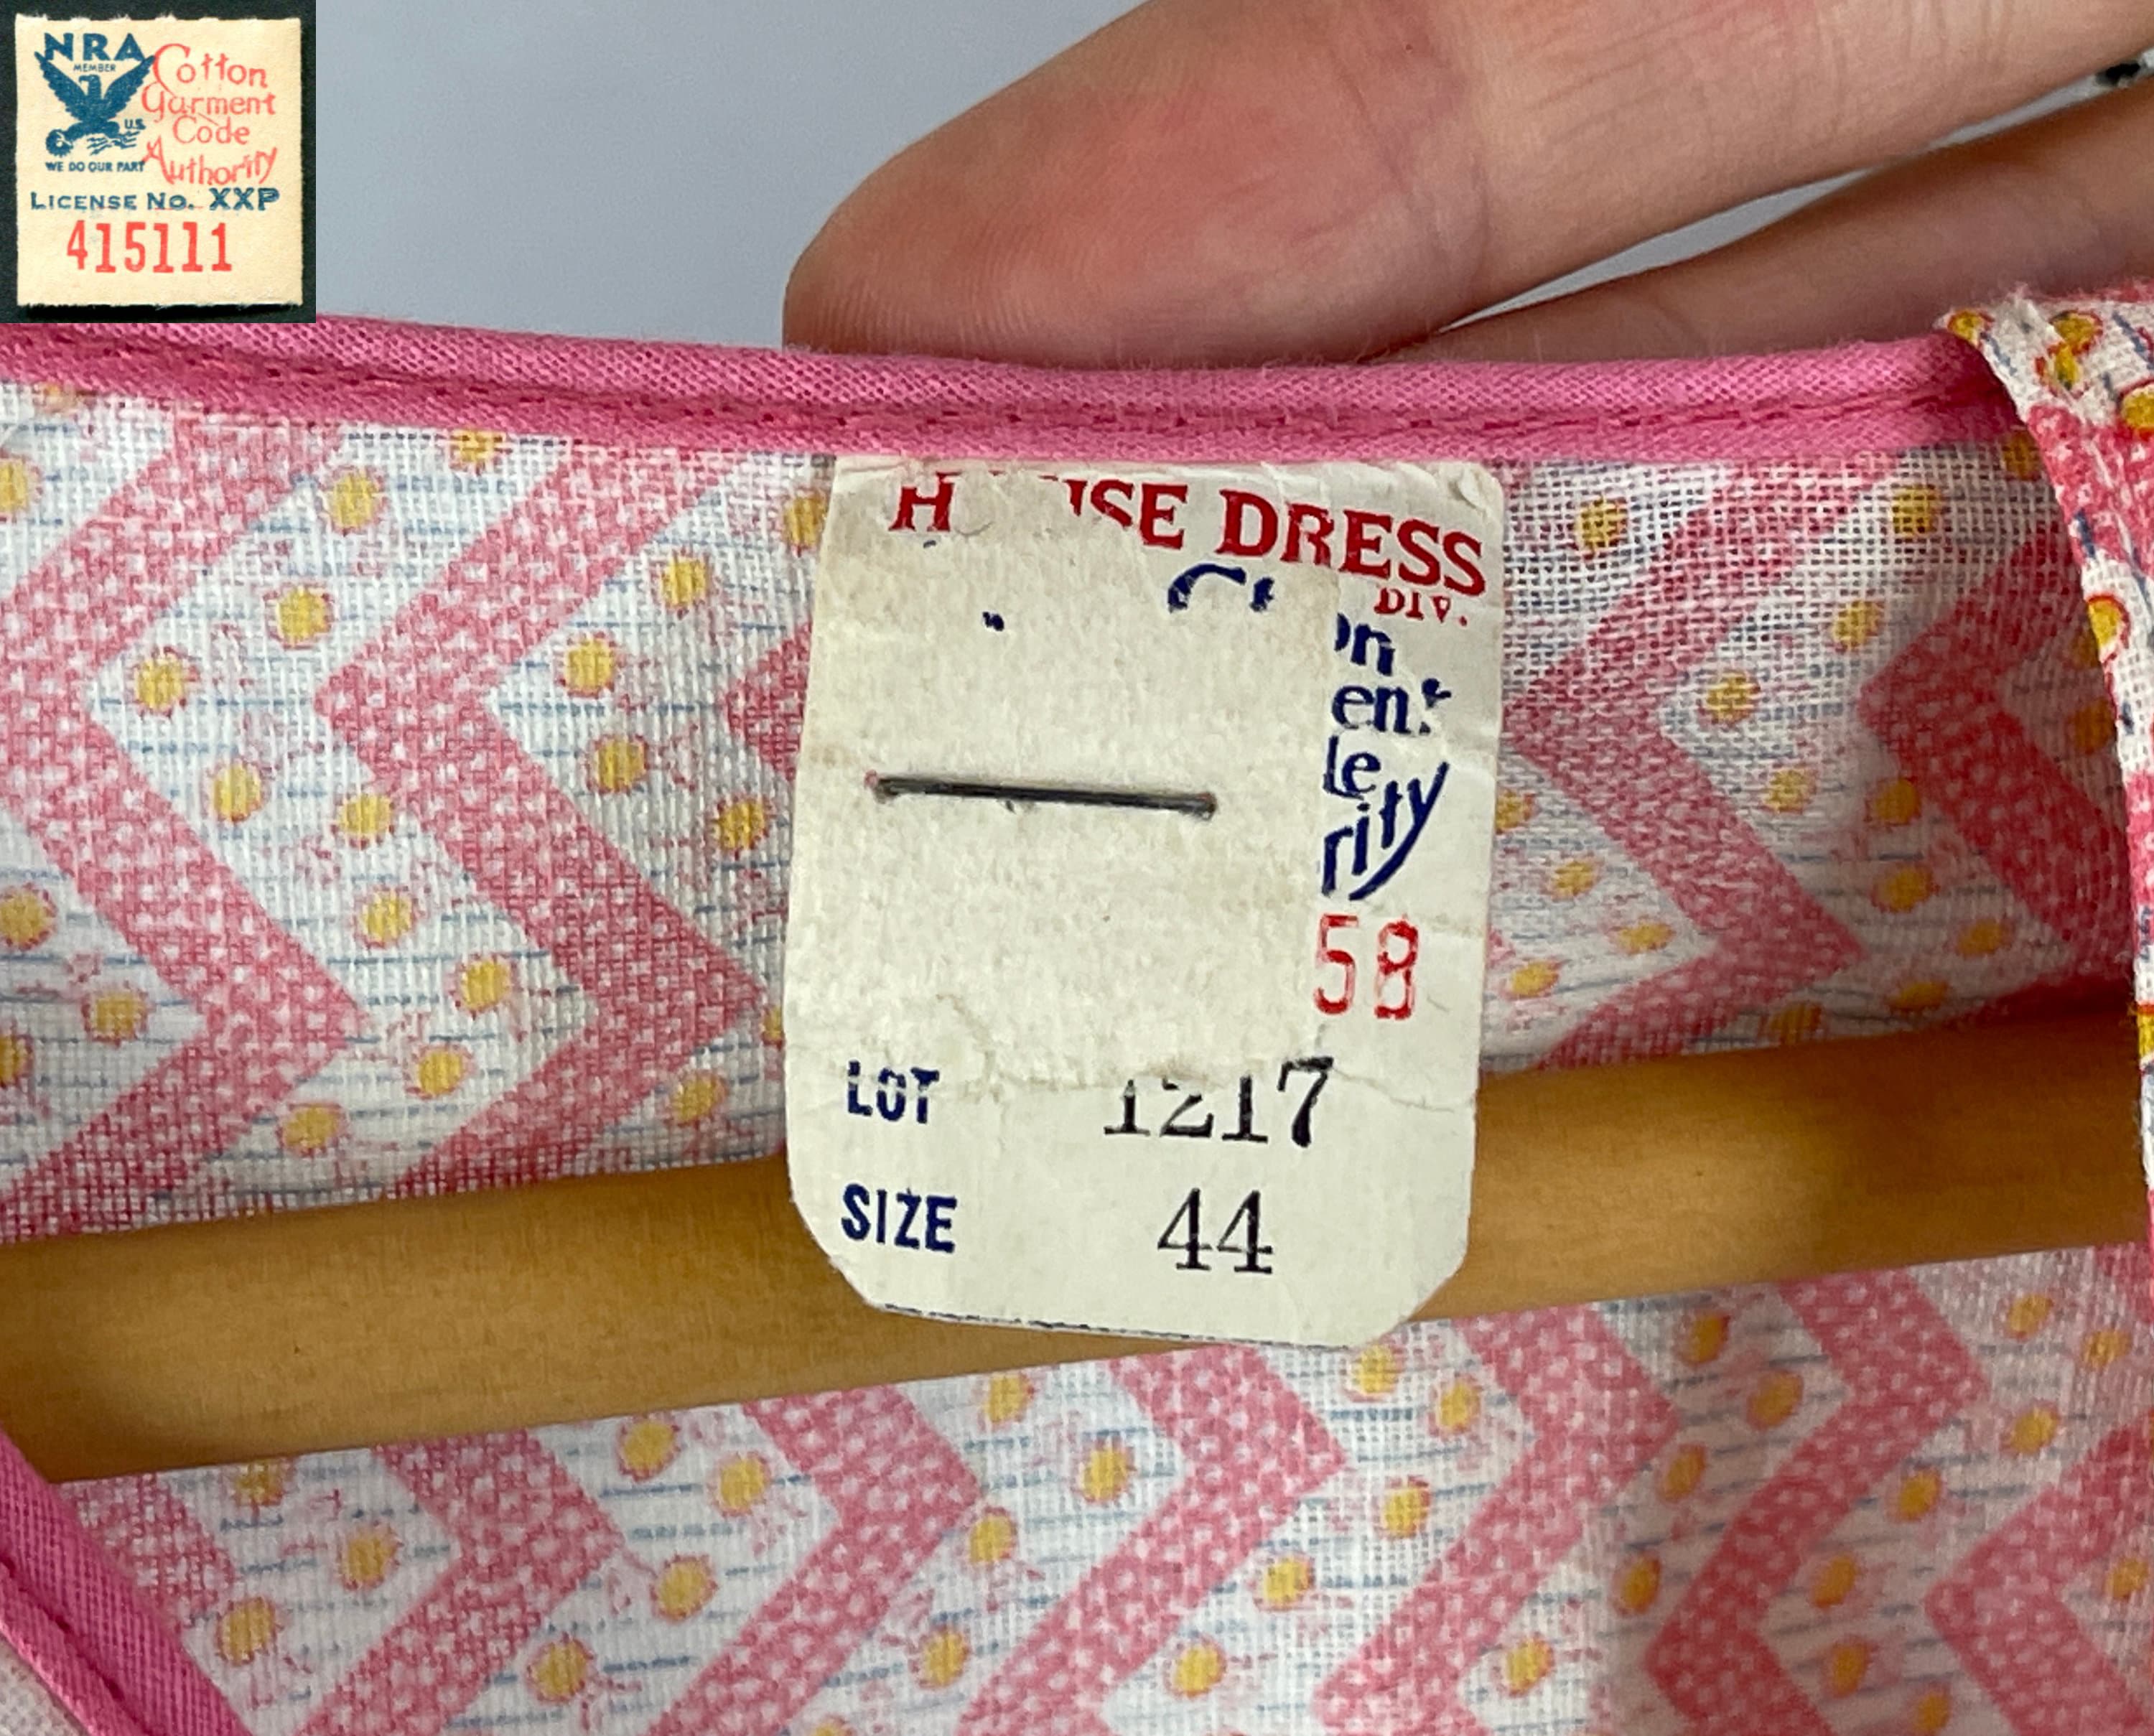 NRA
MEMBER
U.S.
WE DO OUR PART
Cotton
Garment
Code
Authority
LICENSE No. XXP
415111
DRESS
DIV.
58
LOT 1217
SIZE 44